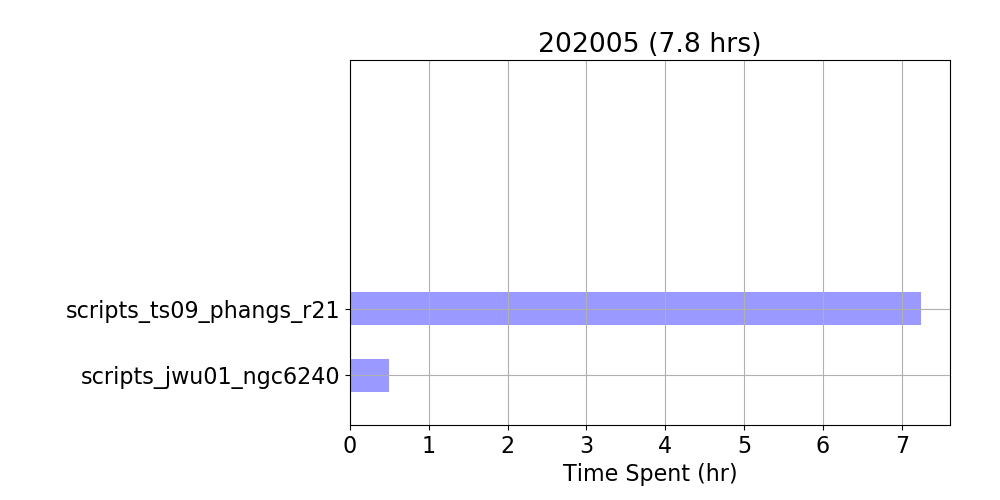 202005 (7.8 hrs)
scripts_ts09_phangs_r21
scripts_jwu01_ngc6240
0 1 2 3 4 5 6 7
Time Spent (hr)